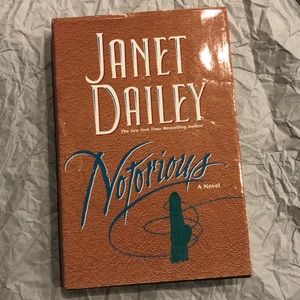 JANET
DAILEY
The New York Times Bestselling Author
Notorious
A Novel